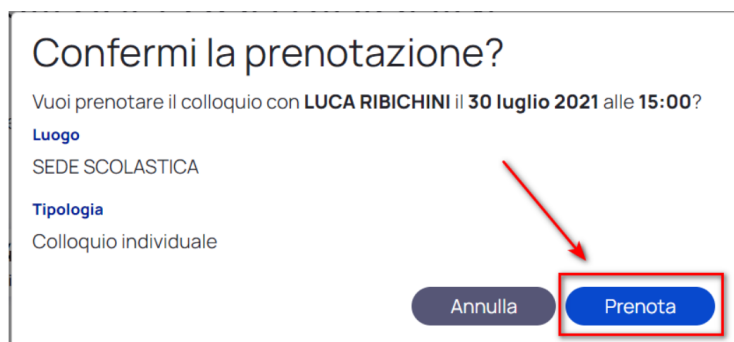 Confermi la prenotazione?
Vuoi prenotare il colloquio con LUCA RIBICHINI il 30 luglio 2021 alle 15:00?
Luogo
SEDE SCOLASTICA
Tipologia
Colloquio individuale
Annulla Prenota